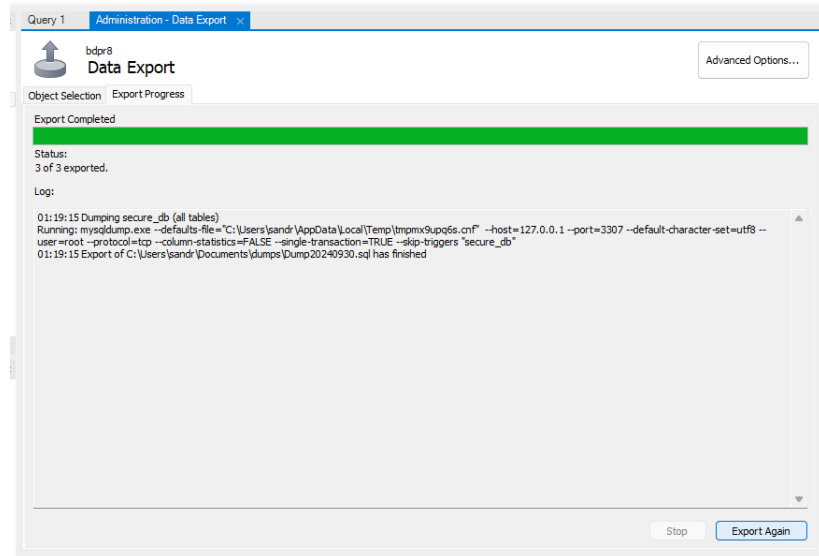 Query 1
Administration - Data Export
bdpr8
Data Export
Advanced Options...
Object Selection
Export Progress
Export Completed
Status:
3 of 3 exported.
Log:
01:19:15 Dumping secure_db (all tables)
Running: mysqldump.exe --defaults-file="C:\Users\sandr\AppData\Local\Temp\tmpmx9upq6s.cnf" --host=127.0.0.1 --port=3307 --default-character-set=utf8 --
user=root --protocol=tcp --column-statistics=FALSE --single-transaction=TRUE --skip-triggers "secure_db"
01:19:15 Export of C:\Users\sandr\Documents\dumps\Dump20240930.sql has finished
Stop
Export Again